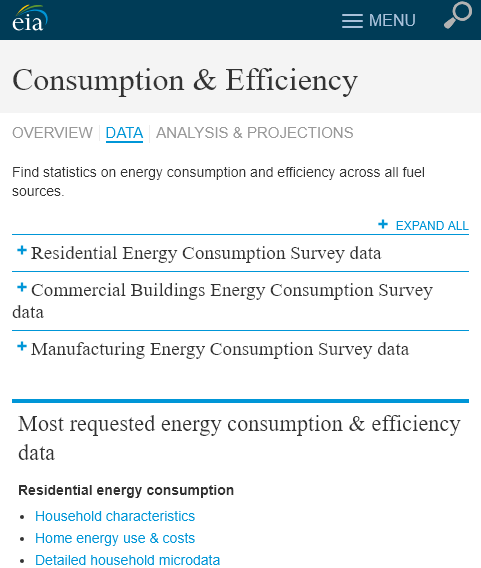 eia
MENU
Consumption & Efficiency
OVERVIEW DATA ANALYSIS & PROJECTIONS
Find statistics on energy consumption and efficiency across all fuel
sources.
+ EXPAND ALL
+ Residential Energy Consumption Survey data
+ Commercial Buildings Energy Consumption Survey
data
+ Manufacturing Energy Consumption Survey data
Most requested energy consumption & efficiency
data
Residential energy consumption
• Household characteristics
• Home energy use & costs
• Detailed household microdata